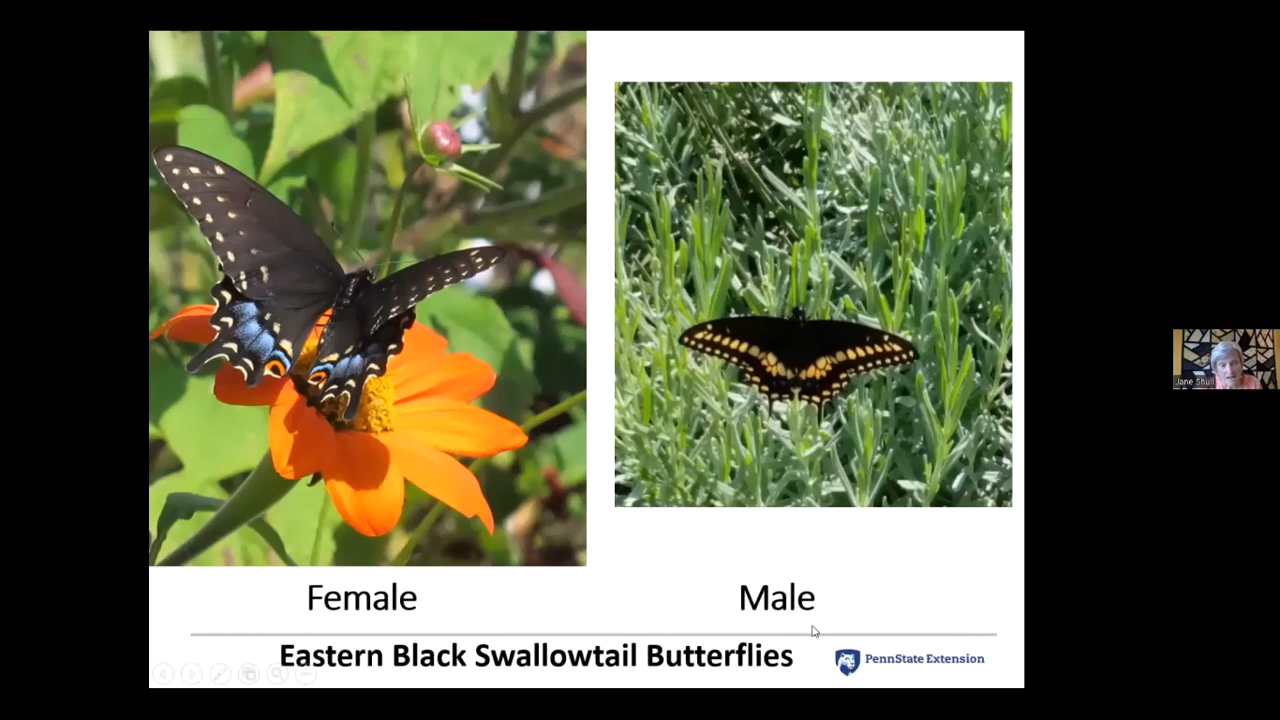 Female
Male
Eastern Black Swallowtail Butterflies
PennState Extension
Jane Shull